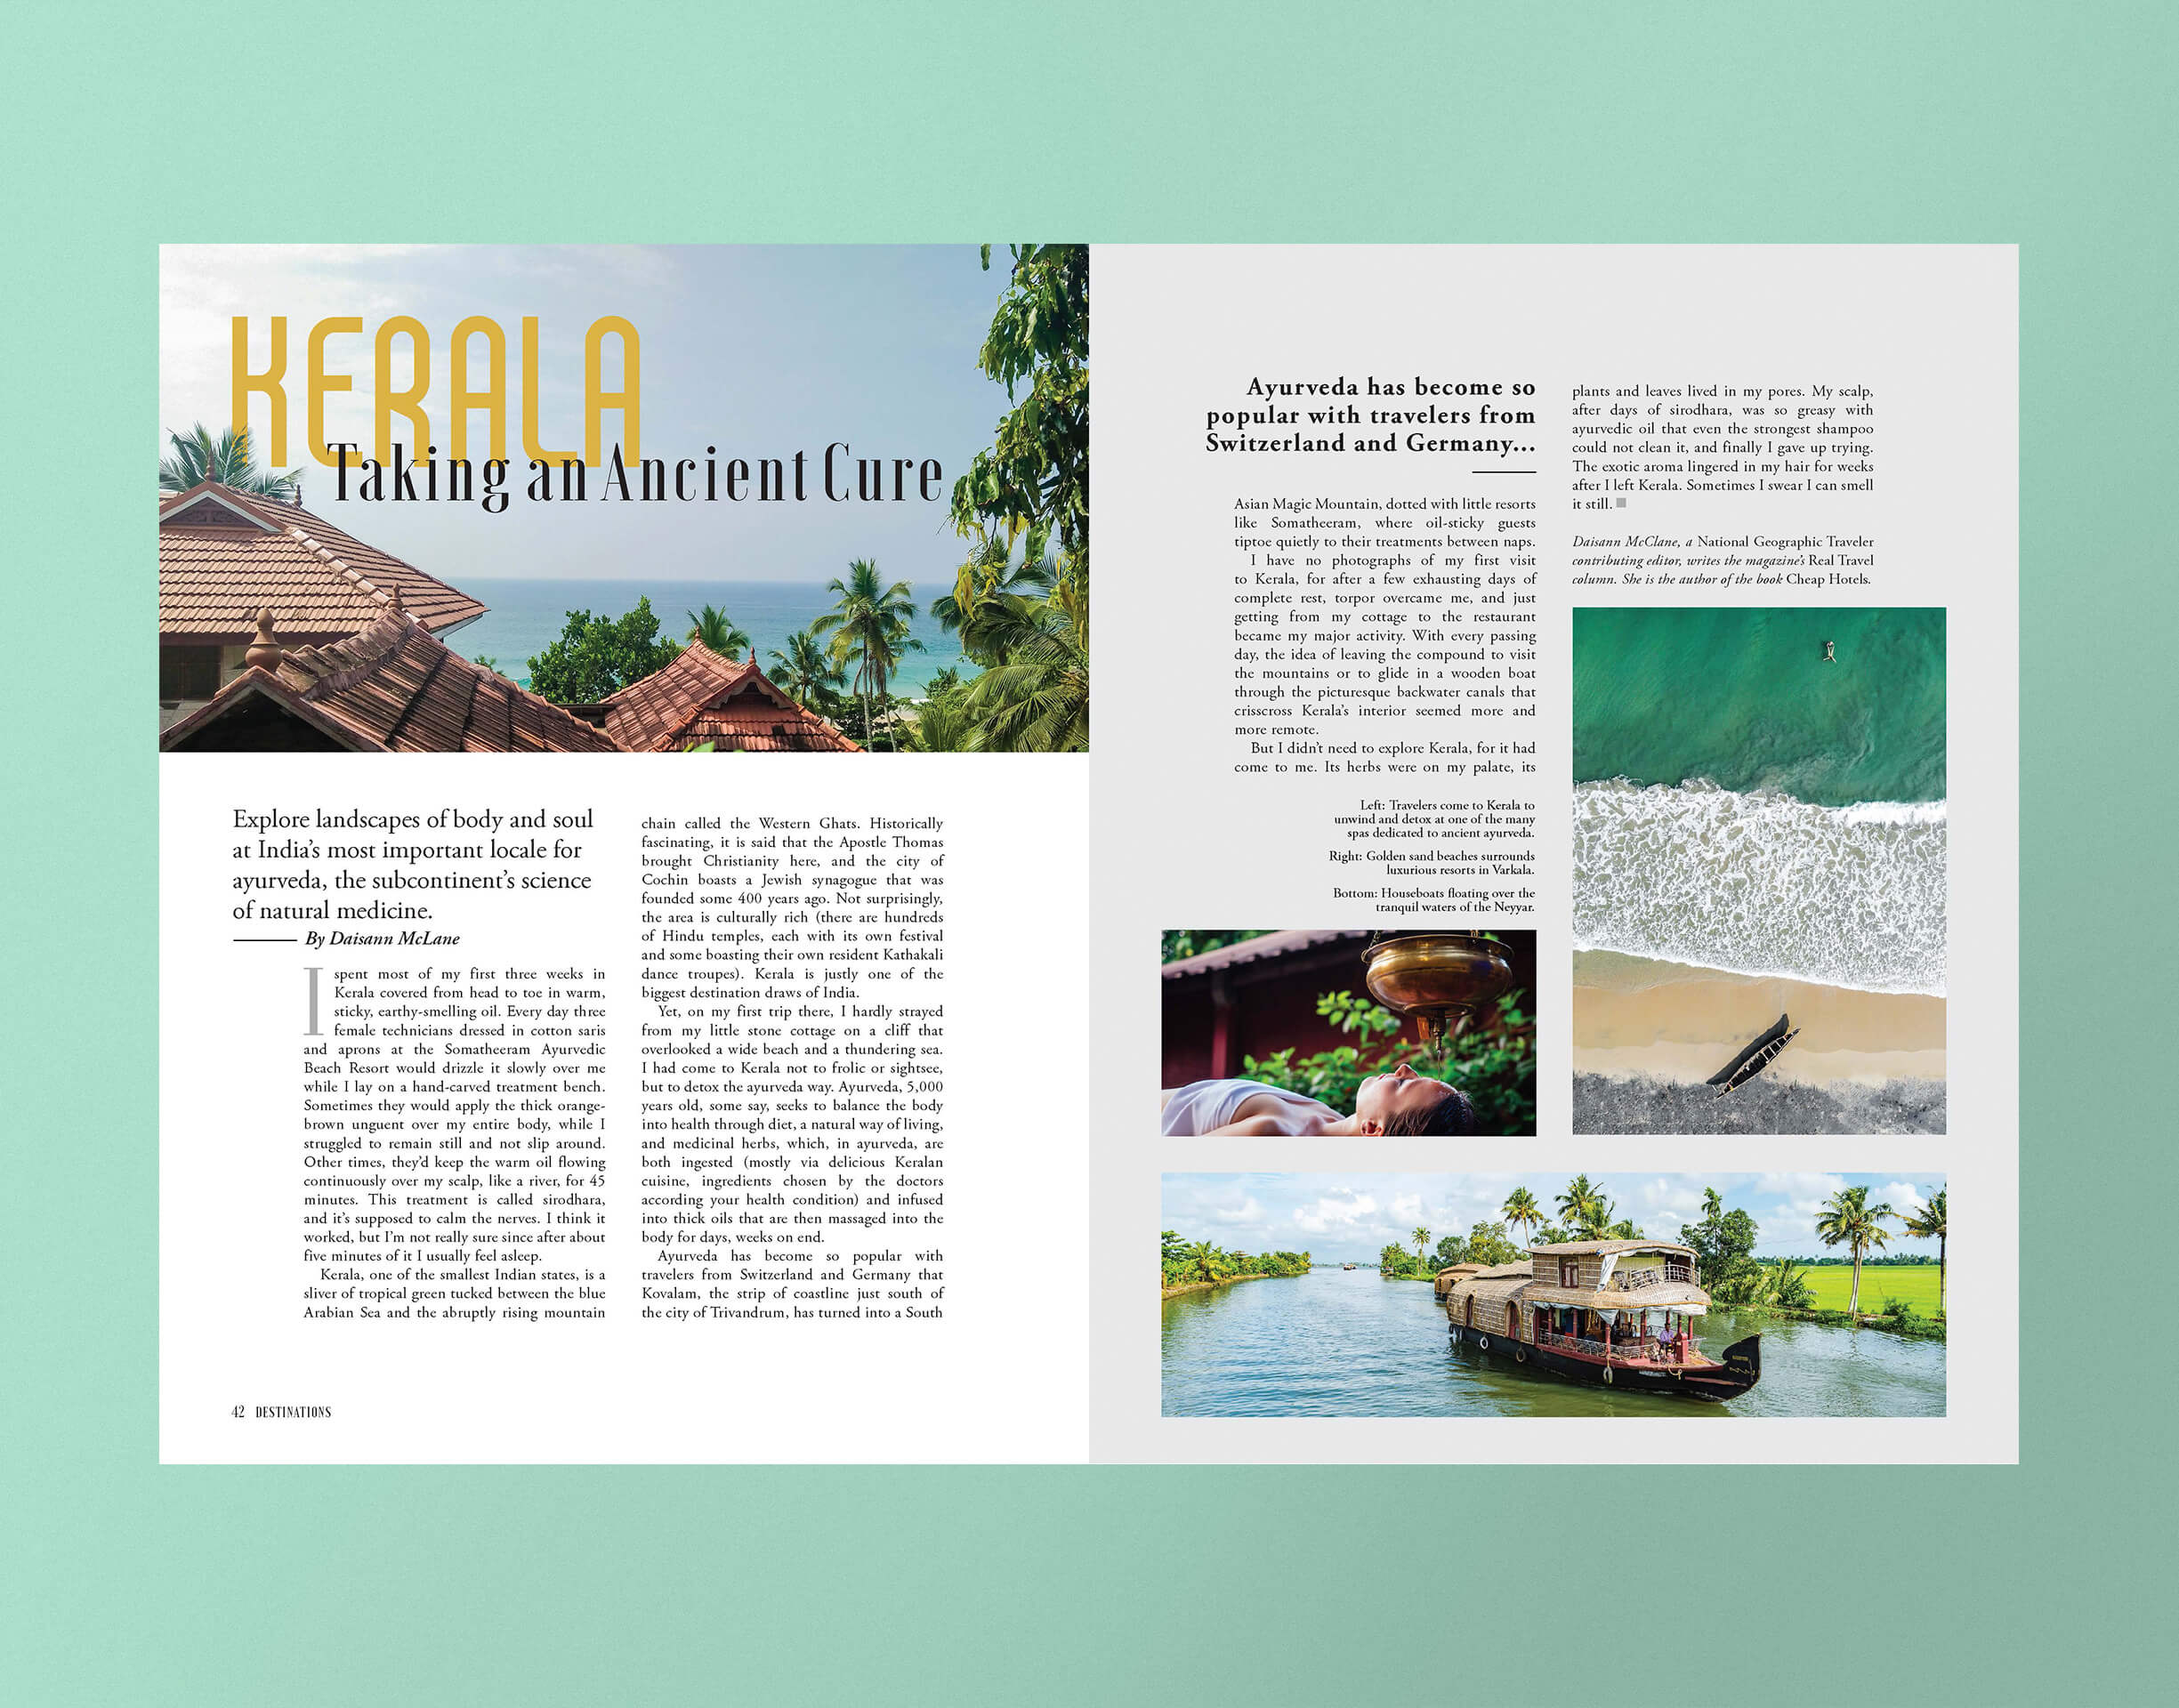 KERALA
Taking an Ancient Cure
Explore landscapes of body and soul
at India's most important locale for
ayurveda, the subcontinent's science
of natural medicine.
By Daisann McLane
I spent most of my first three weeks in
Kerala covered from head to toe in warm,
sticky, earthy-smelling oil. Every day three
female technicians dressed in cotton saris
and aprons at the Somatheeram Ayurvedic
Beach Resort would drizzle it slowly over me
while I lay on a hand-carved treatment bench.
Sometimes they would apply the thick orange-
brown unguent over my entire body, while I
struggled to remain still and not slip around.
Other times, they'd keep the warm oil flowing
continuously over my scalp, like a river, for 45
minutes. This treatment is called sirodhara,
and it's supposed to calm the nerves. I think it
worked, but I'm not really sure since after about
five minutes of it I usually feel asleep.
Kerala, one of the smallest Indian states, is a
sliver of tropical green tucked between the blue
Arabian Sea and the abruptly rising mountain
chain called the Western Ghats. Historically
fascinating, it is said that the Apostle Thomas
brought Christianity here, and the city of
Cochin boasts a Jewish synagogue that was
founded some 400 years ago. Not surprisingly,
the area is culturally rich (there are hundreds
of Hindu temples, each with its own festival
and some boasting their own resident Kathakali
dance troupes). Kerala is justly one of the
biggest destination draws of India.
Yet, on my first trip there, I hardly strayed
from my little stone cottage on a cliff that
overlooked a wide beach and a thundering sea.
I had come to Kerala not to frolic or sightsee,
but to detox the ayurveda way. Ayurveda, 5,000
years old, some say, seeks to balance the body
into health through diet, a natural way of living,
and medicinal herbs, which, in ayurveda, are
both ingested (mostly via delicious Keralan
cuisine, ingredients chosen by the doctors
according your health condition) and infused
into thick oils that are then massaged into the
body for days, weeks on end.
Ayurveda has become so popular with
travelers from Switzerland and Germany that
Kovalam, the strip of coastline just south of
the city of Trivandrum, has turned into a South
42 DESTINATIONS
Ayurveda has become so
popular with travelers from
Switzerland and Germany...
Asian Magic Mountain, dotted with little resorts
like Somatheeram, where oil-sticky guests
tiptoe quietly to their treatments between naps.
I have no photographs of my first visit
to Kerala, for after a few exhausting days of
complete rest, torpor overcame me, and just
getting from my cottage to the restaurant
became my major activity. With every passing
day, the idea of leaving the compound to visit
the mountains or to glide in a wooden boat
through the picturesque backwater canals that
crisscross Kerala's interior seemed more and
more remote.
But I didn't need to explore Kerala, for it had
come to me. Its herbs were on my palate, its
plants and leaves lived in my pores. My scalp,
after days of sirodhara, was so greasy with
ayurvedic oil that even the strongest shampoo
could not clean it, and finally I gave up trying.
The exotic aroma lingered in my hair for weeks
after I left Kerala. Sometimes I swear I can smell
it still.
Daisann McClane, a National Geographic Traveler
contributing editor, writes the magazine's Real Travel
column. She is the author of the book Cheap Hotels.
Left: Travelers come to Kerala to
unwind and detox at one of the many
spas dedicated to ancient ayurveda.
Right: Golden sand beaches surrounds
luxurious resorts in Varkala.
Bottom: Houseboats floating over the
tranquil waters of the Neyyar.